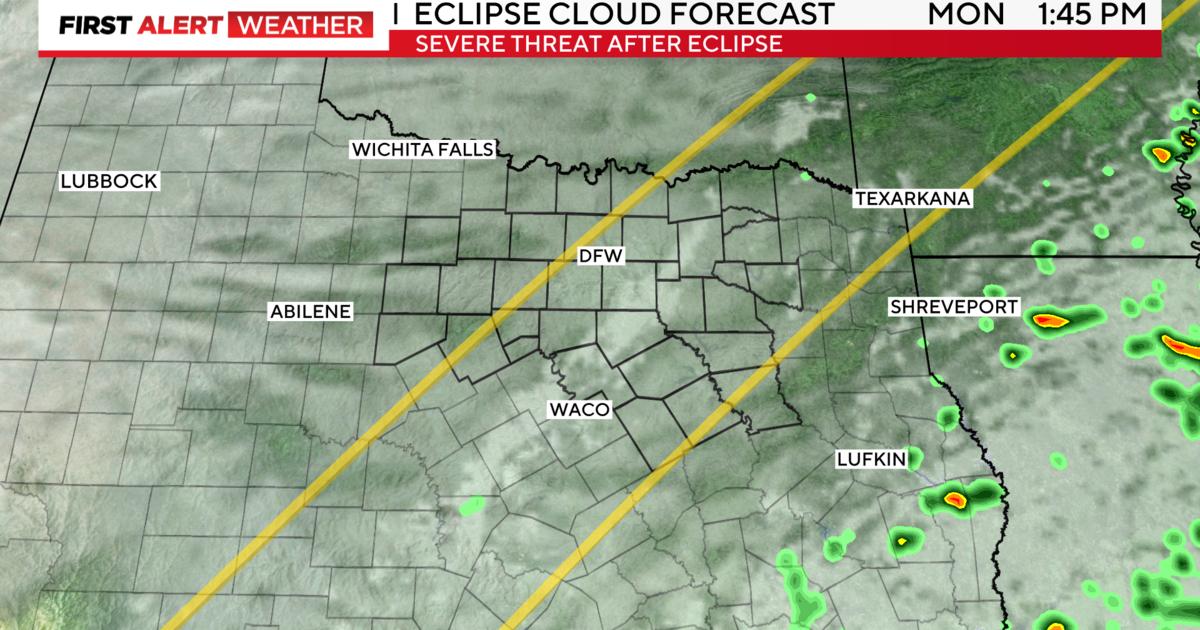 FIRST ALERT WEATHER
ECLIPSE CLOUD FORECAST MON 1:45 PM
SEVERE THREAT AFTER ECLIPSE
WICHITA FALLS
LUBBOCK
TEXARKANA
DFW
SHREVEPORT
ABILENE
WACO
LUFKIN